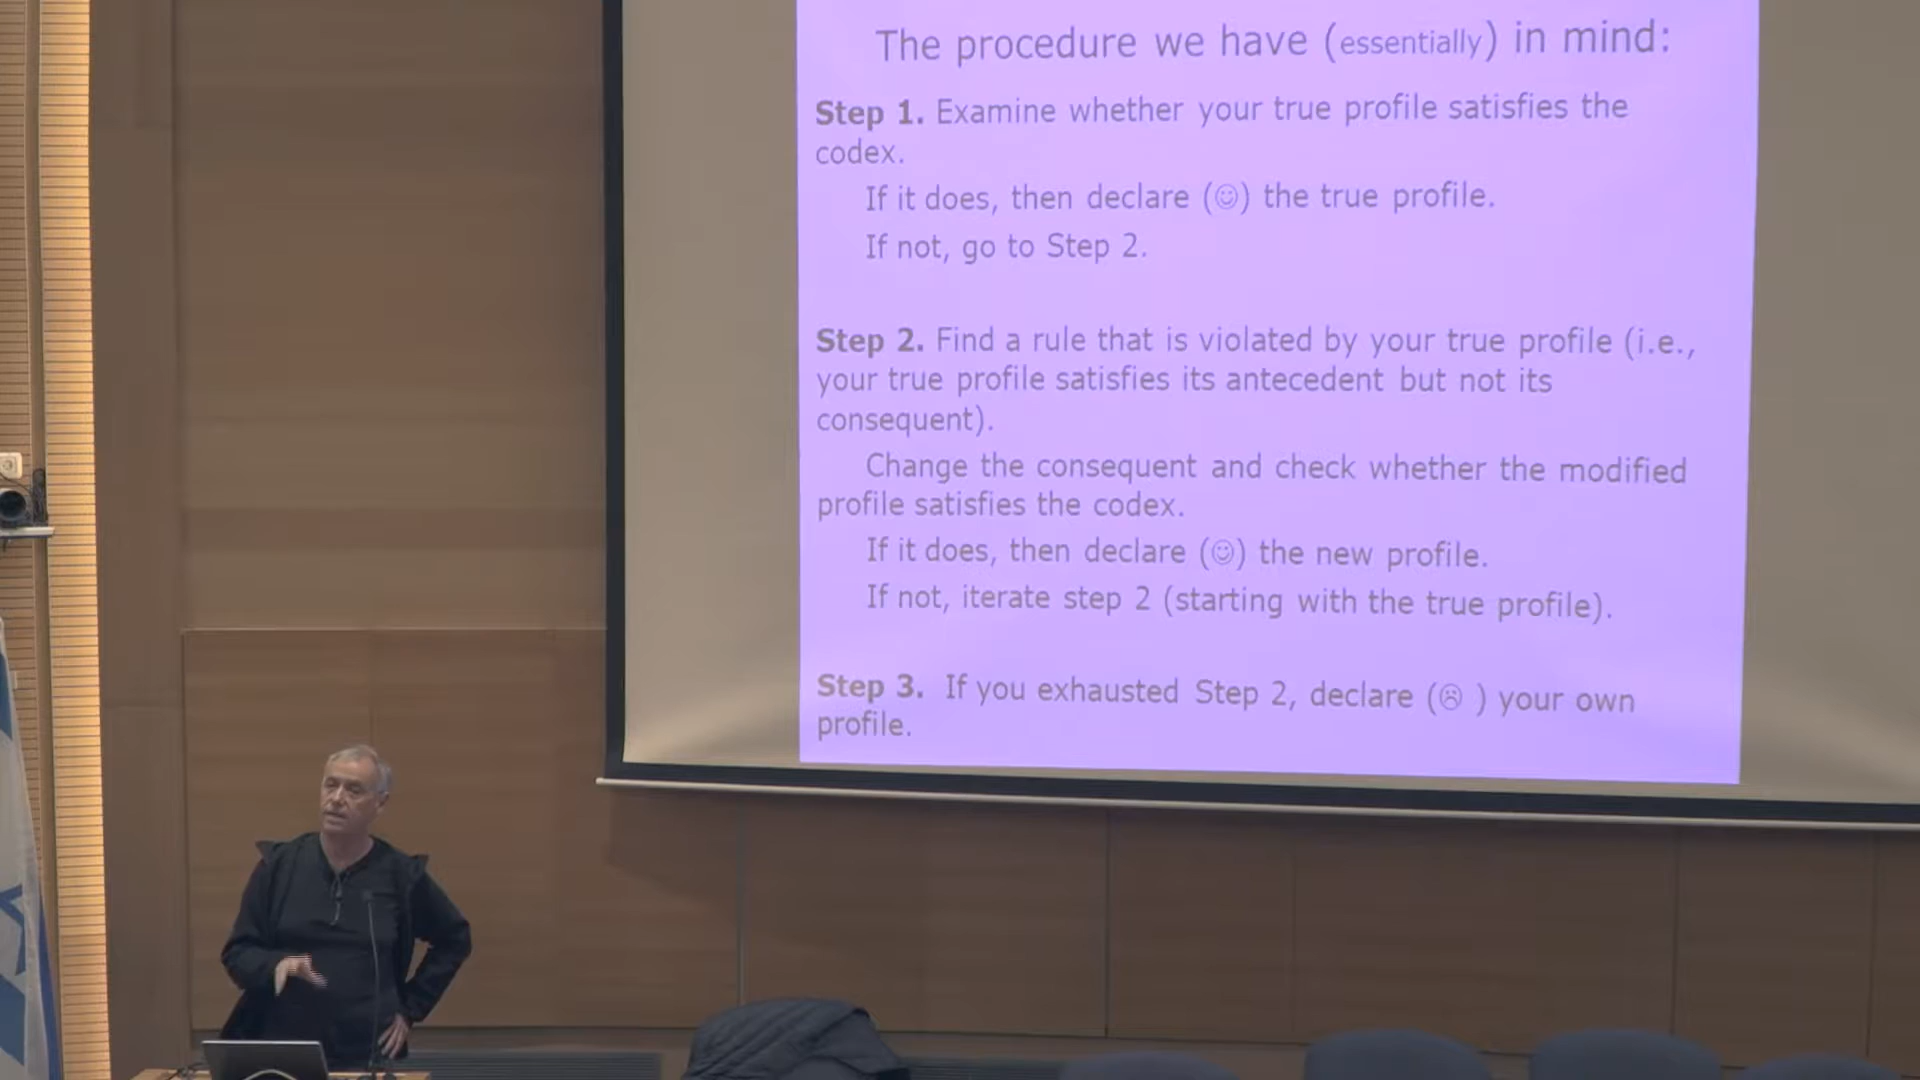 The procedure we have (essentially) in mind:
Step 1. Examine whether your true profile satisfies the
codex.
If it does, then declare (☺) the true profile.
If not, go to Step 2.
Step 2. Find a rule that is violated by your true profile (i.e.,
your true profile satisfies its antecedent but not its
consequent).
Change the consequent and check whether the modified
profile satisfies the codex.
If it does, then declare (☺) the new profile.
If not, iterate step 2 (starting with the true profile).
Step 3. If you exhausted Step 2, declare (☹ ) your own
profile.